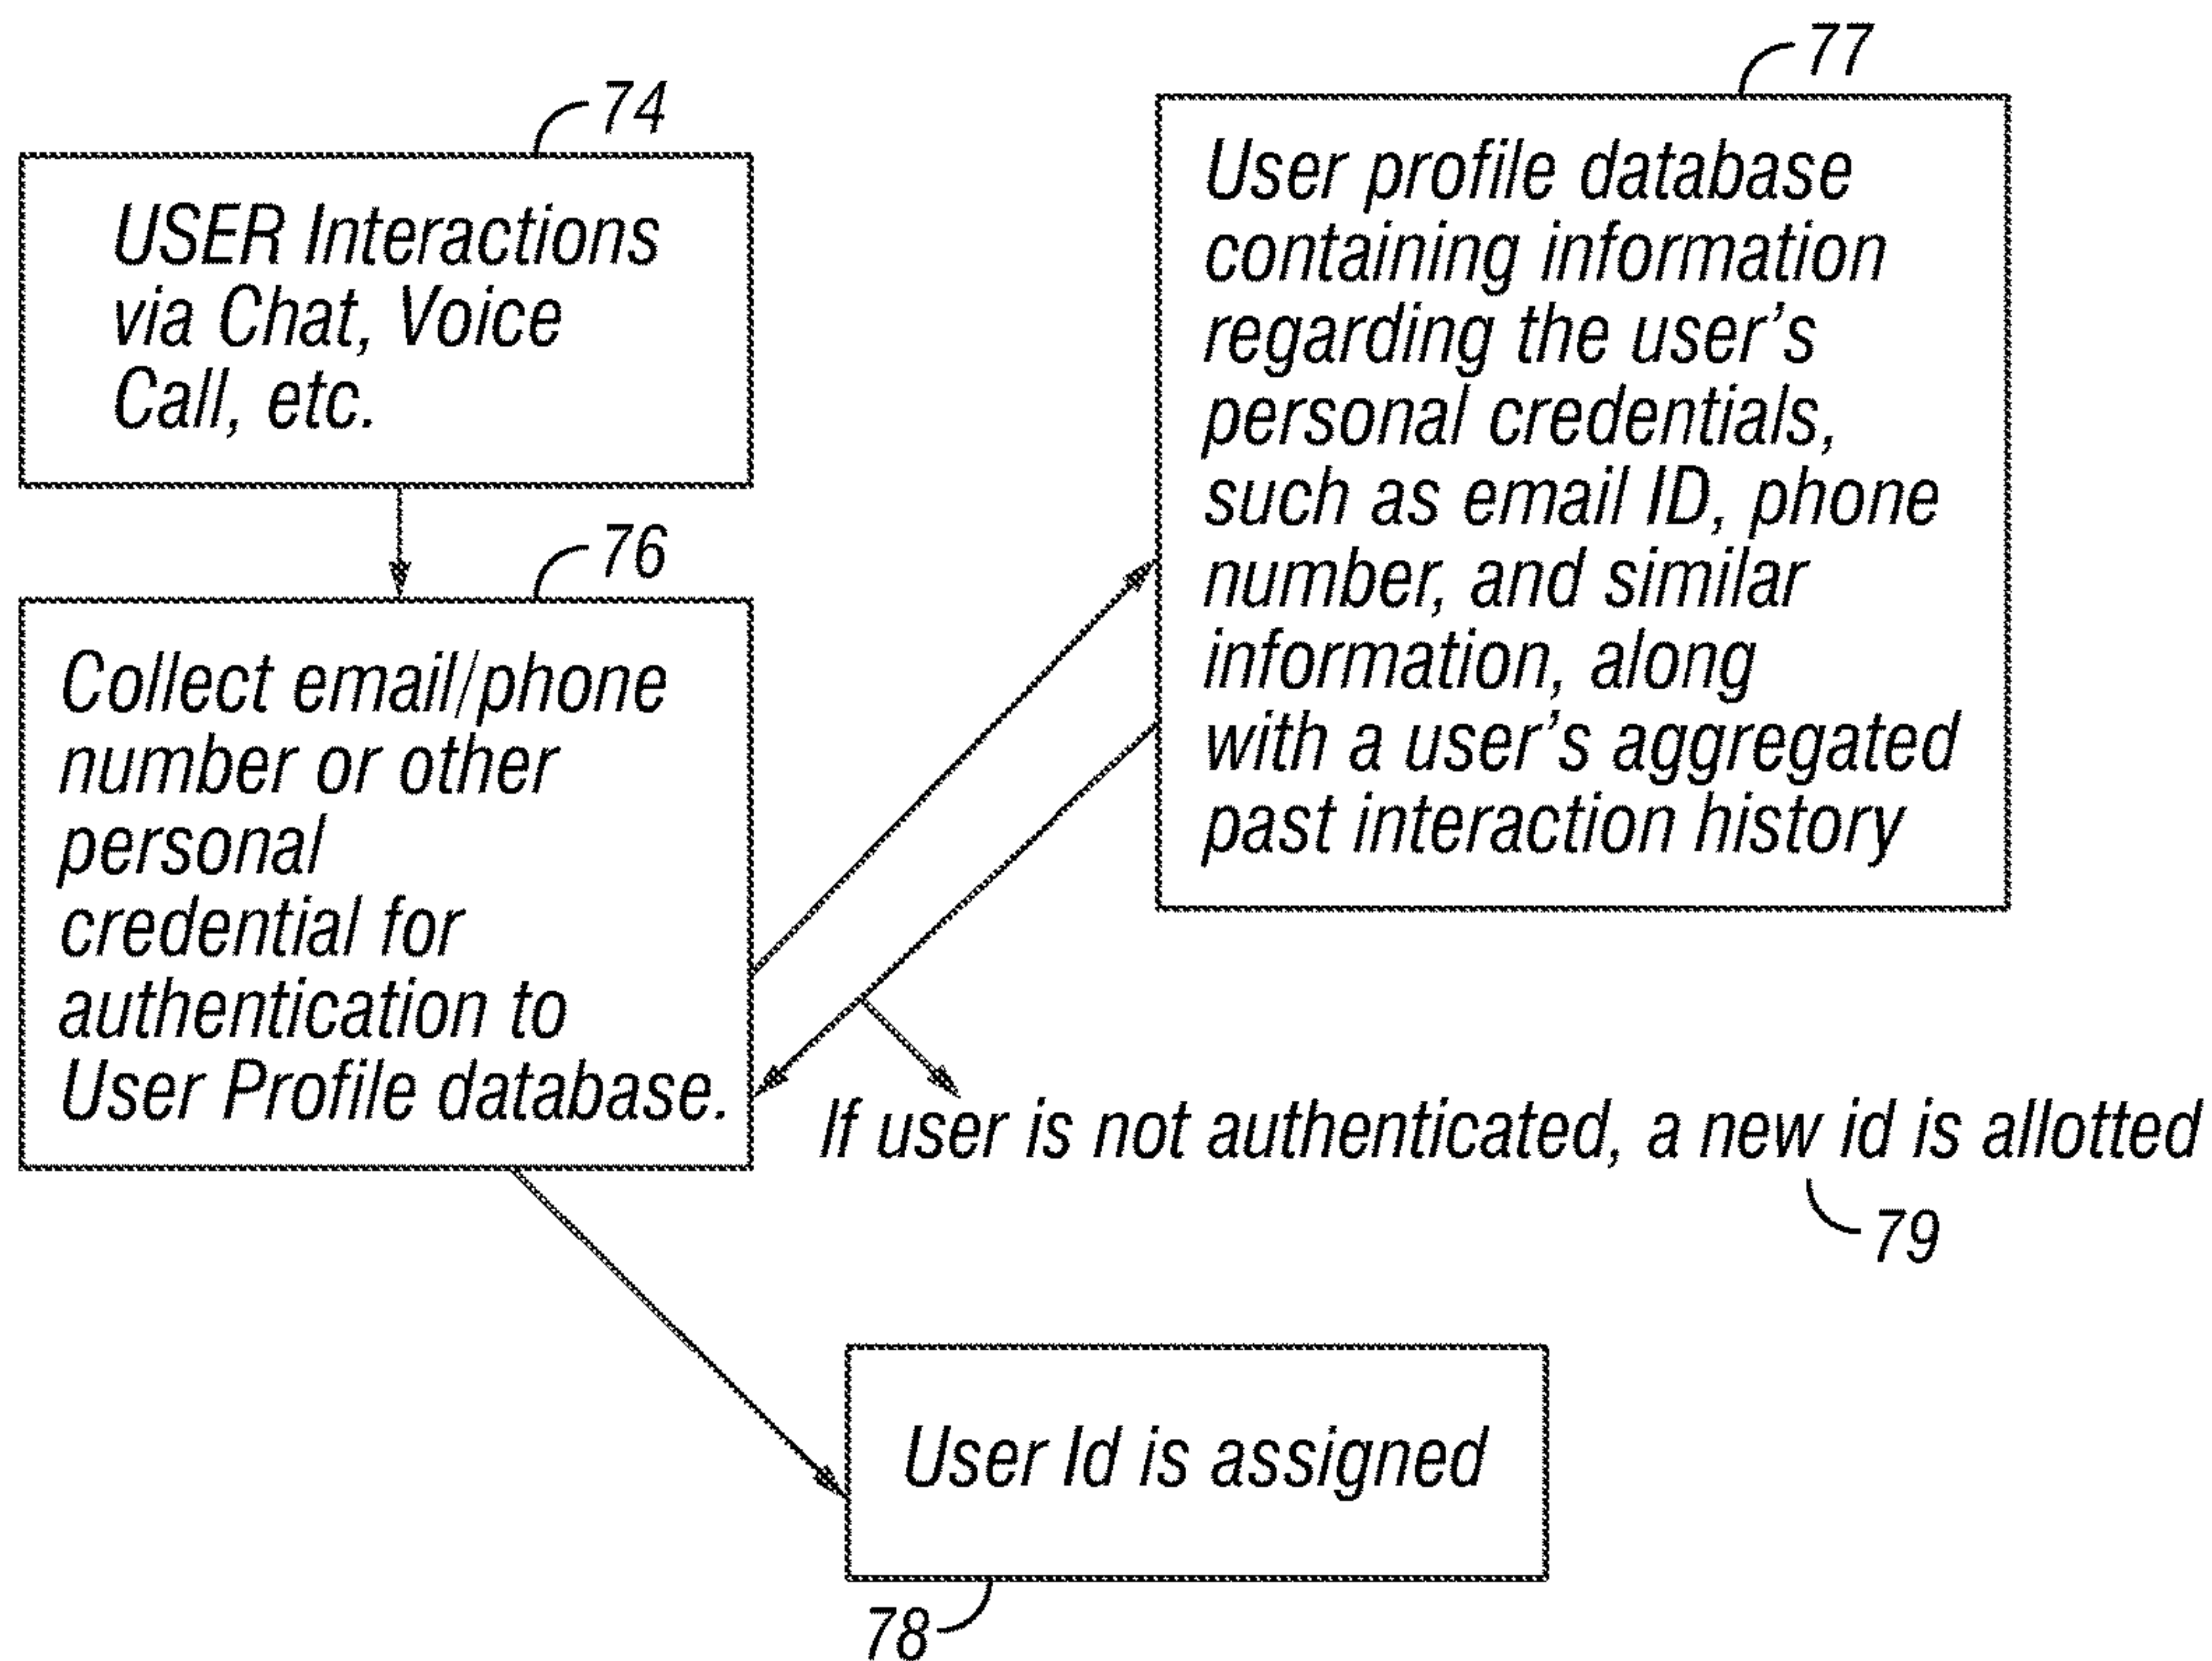 74
USER Interactions
via Chat, Voice
Call, etc.
76
Collect email/phone
number or other
personal
credential for
authentication to
User Profile database.
77
User profile database
containing information
regarding the user's
personal credentials,
such as email ID, phone
number, and similar
information, along
with a user's aggregated
past interaction history
If user is not authenticated, a new id is allotted
79
User Id is assigned
78